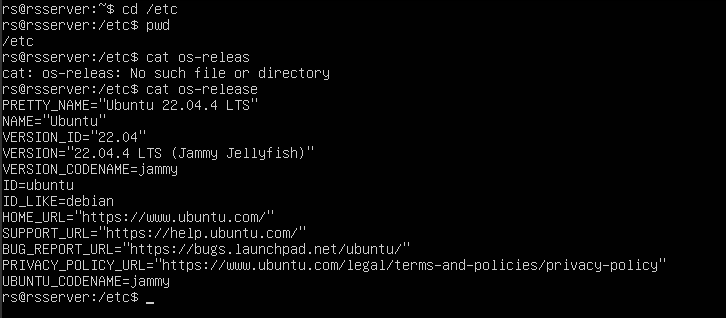 rs@rsserver:~$ cd /etc
rs@rsserver:/etc$ pwd
/etc
rs@rsserver:/etc$ cat os-releas
cat: os-releas: No such file or directory
rs@rsserver:/etc$ cat os-release
PRETTY_NAME="Ubuntu 22.04.4 LTS"
NAME="Ubuntu"
VERSION_ID="22.04"
VERSION="22.04.4 LTS (Jammy Jellyfish)"
VERSION_CODENAME=jammy
ID=ubuntu
ID_LIKE=debian
HOME_URL="https://www.ubuntu.com/"
SUPPORT_URL="https://help.ubuntu.com/"
BUG_REPORT_URL="https://bugs.launchpad.net/ubuntu/"
PRIVACY_POLICY_URL="https://www.ubuntu.com/legal/terms-and-policies/privacy-policy"
UBUNTU_CODENAME=jammy
rs@rsserver:/etc$ _